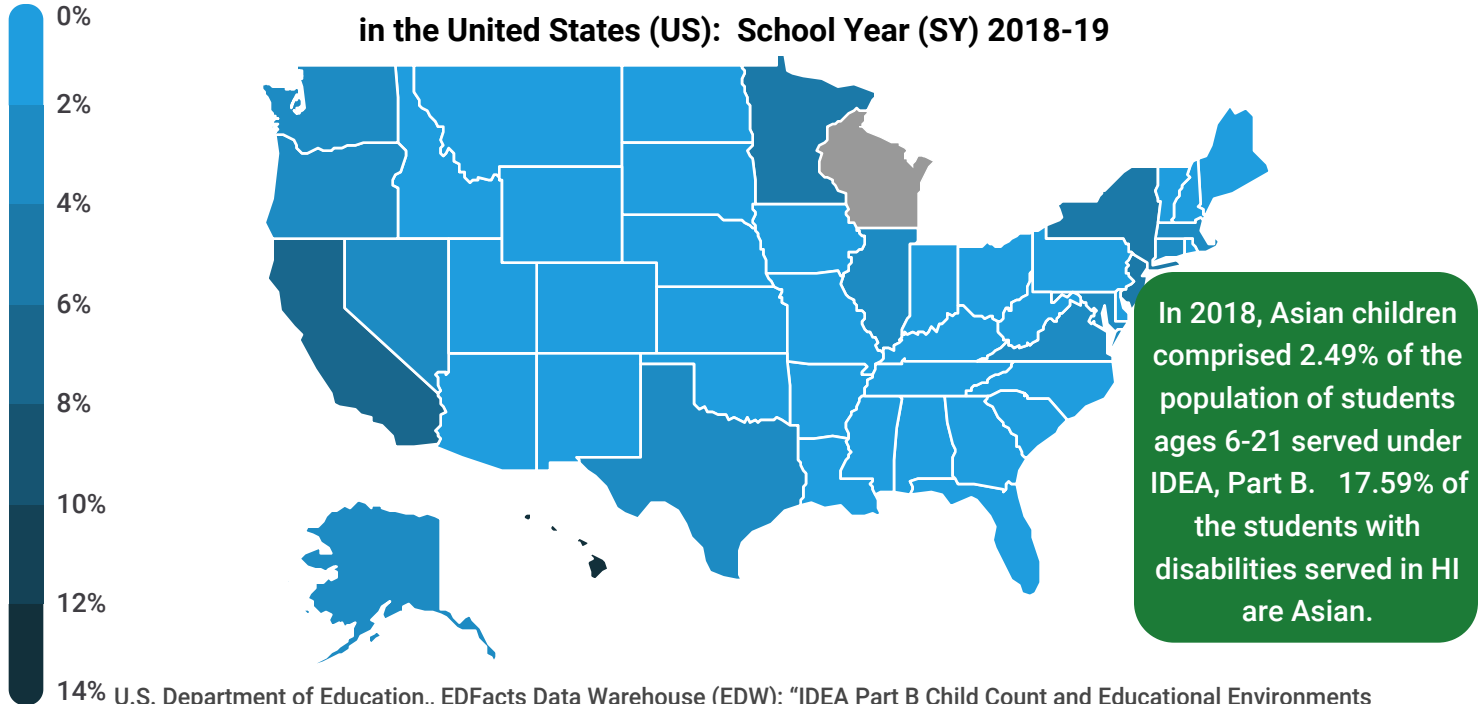 in the United States (US):  School Year (SY) 2018-19
0%
2%
4%
6%
8%
10%
12%
14%
In 2018, Asian children
comprised 2.49% of the
population of students
ages 6-21 served under
IDEA, Part B.   17.59% of
the students with
disabilities served in HI
are Asian.
U.S. Department of Education,, EDFacts Data Warehouse (EDW): “IDEA Part B Child Count and Educational Environments